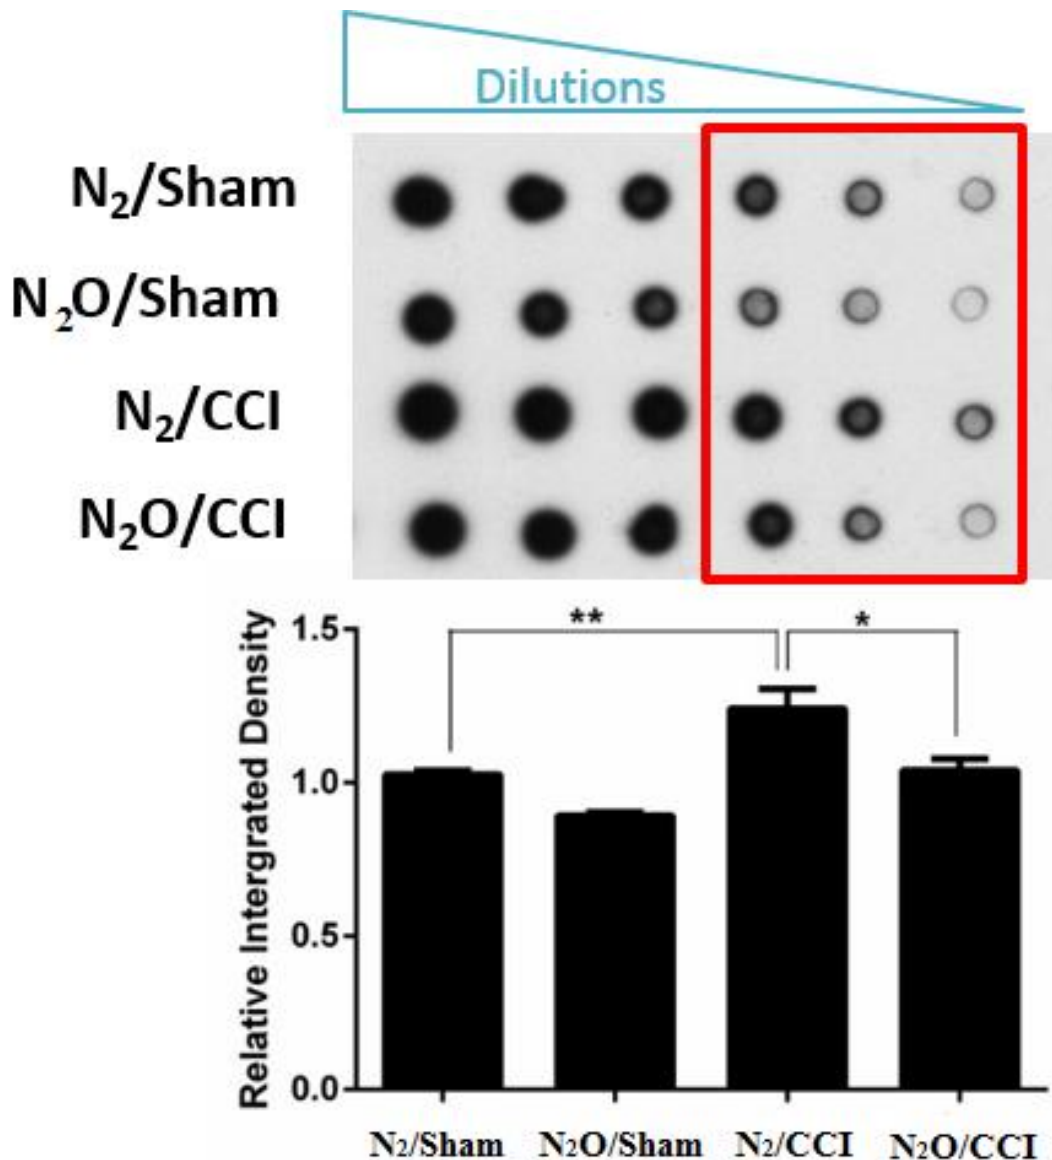 Dilutions
N₂/Sham
N₂O/Sham
N₂/CCI
N₂O/CCI
Relative Intergrated Density
1.5
1.0
0.5
0.0
**
*
N₂/Sham N₂O/Sham N₂/CCI N₂O/CCI